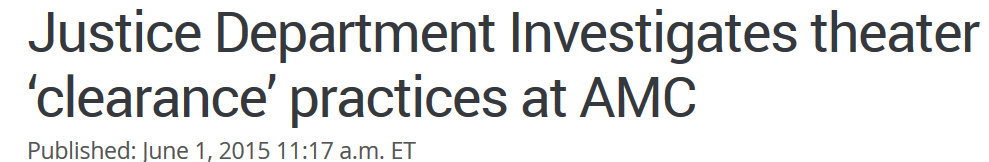 Justice Department Investigates theater
‘clearance’ practices at AMC
Published: June 1, 2015 11:17 a.m. ET